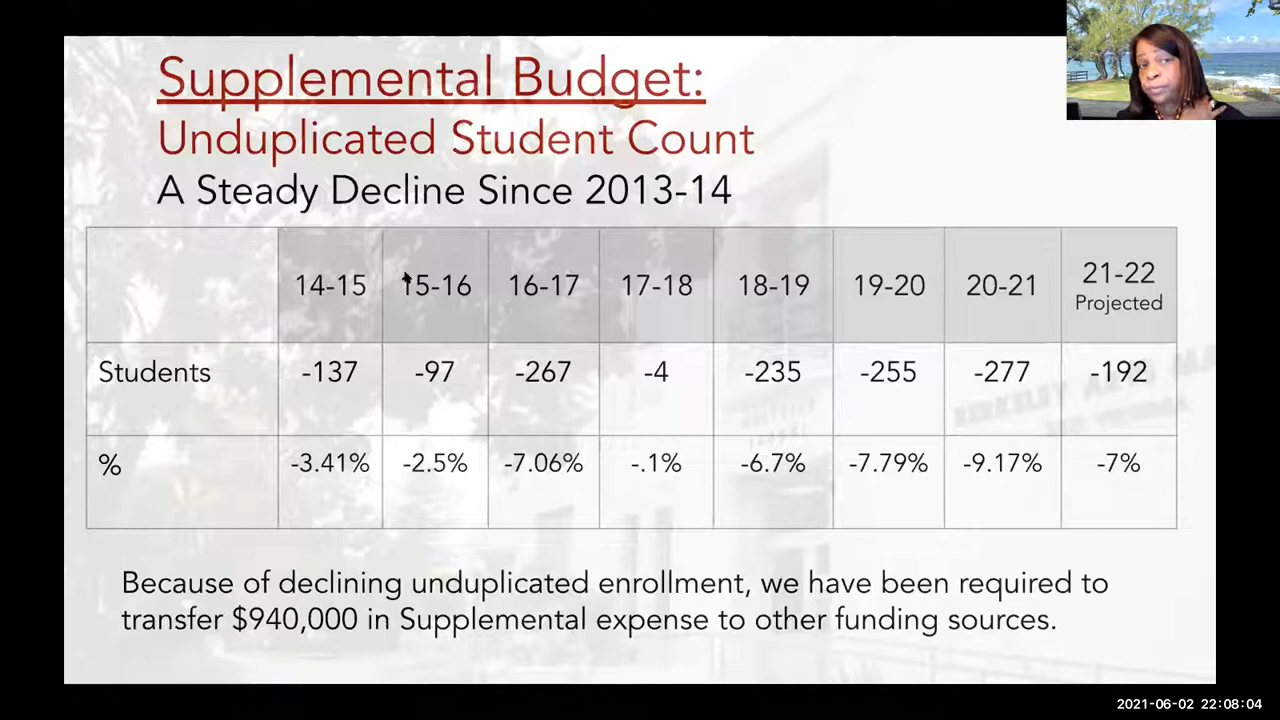 Supplemental Budget:
Unduplicated Student Count
A Steady Decline Since 2013-14
14-15 15-16 16-17 17-18 18-19 19-20 20-21 21-22
Projected
Students -137 -97 -267 -4 -235 -255 -277 -192
% -3.41% -2.5% -7.06% -.1% -6.7% -7.79% -9.17% -7%
Because of declining unduplicated enrollment, we have been required to
transfer $940,000 in Supplemental expense to other funding sources.
2021-06-02 22:08:04